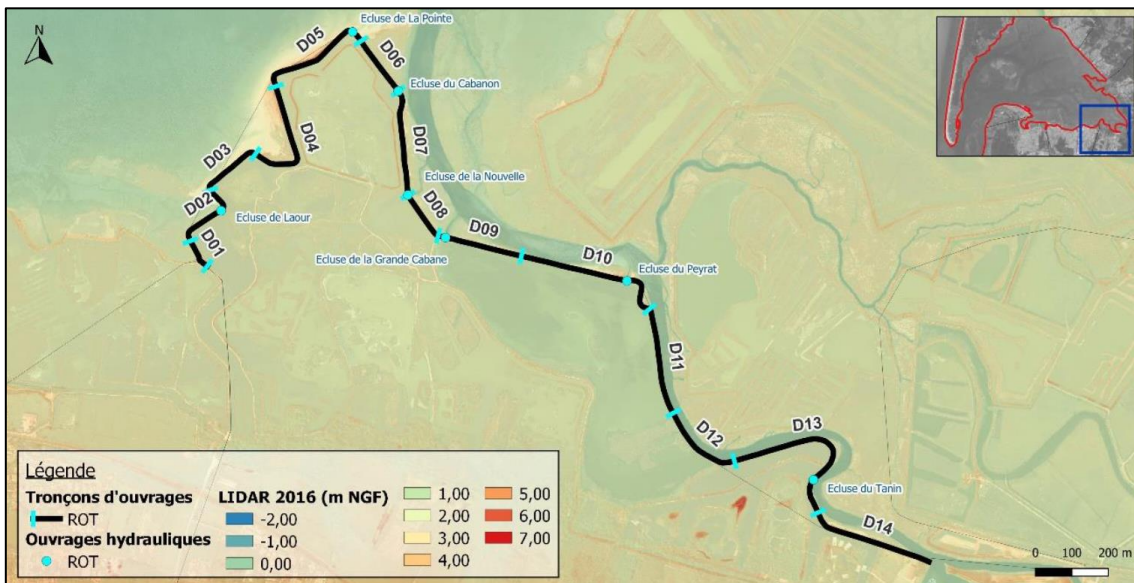 N
D05
Ecluse de La Pointe
D06
Ecluse du Cabanon
D04
D03
D07
D02
Ecluse de la Nouvelle
Ecluse de Laour
D08
D01
D09
Ecluse de la Grande Cabane
D10
Ecluse du Peyrat
D11
D12
D13
Ecluse du Tanin
D14
Légende
Tronçons d'ouvrages
ROT
Ouvrages hydrauliques
ROT
LIDAR 2016 (m NGF)
-2,00
-1,00
0,00
1,00
2,00
3,00
4,00
5,00
6,00
7,00
0 100 200 m